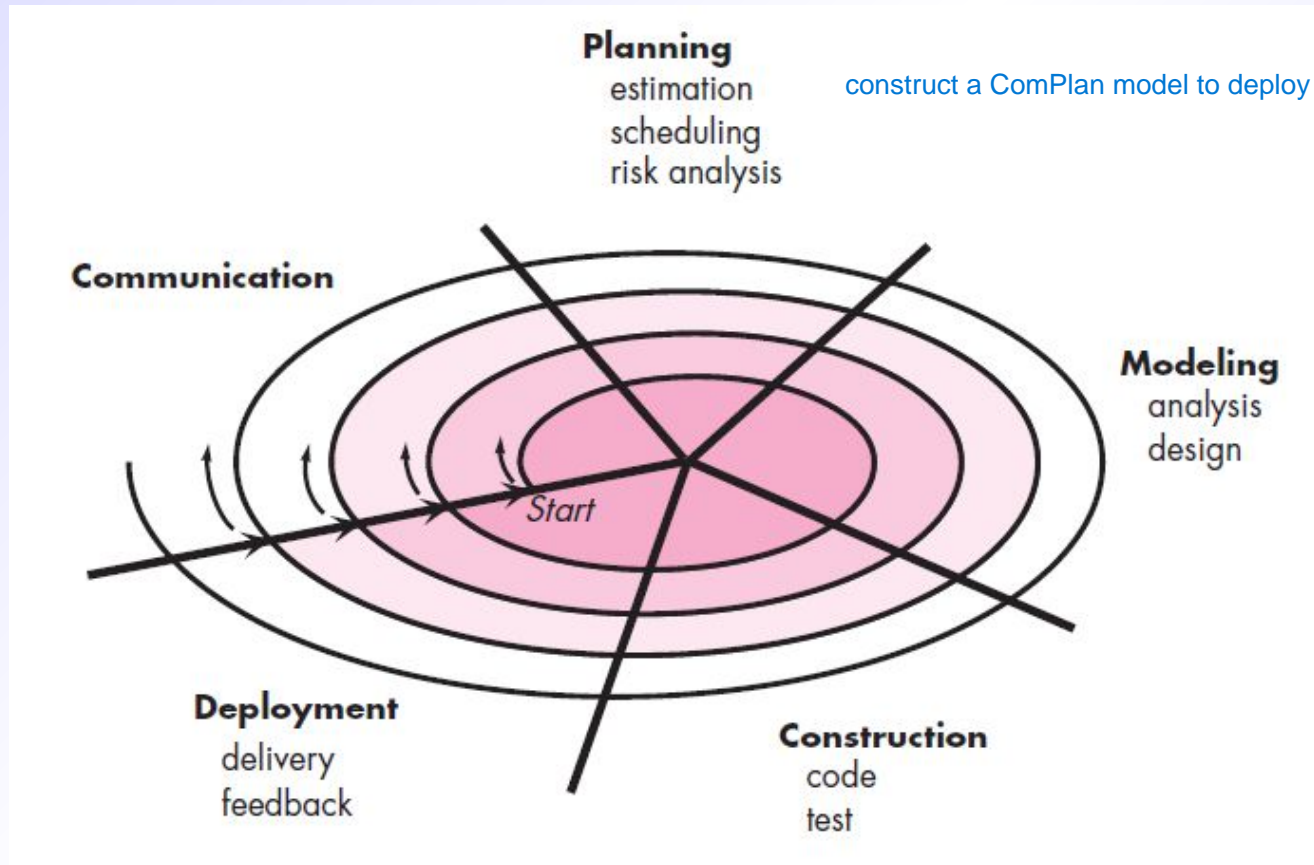 Planning
estimation
scheduling
risk analysis
construct a ComPlan model to deploy
Communication
Modeling
analysis
design
Start
Deployment
delivery
feedback
Construction
code
test